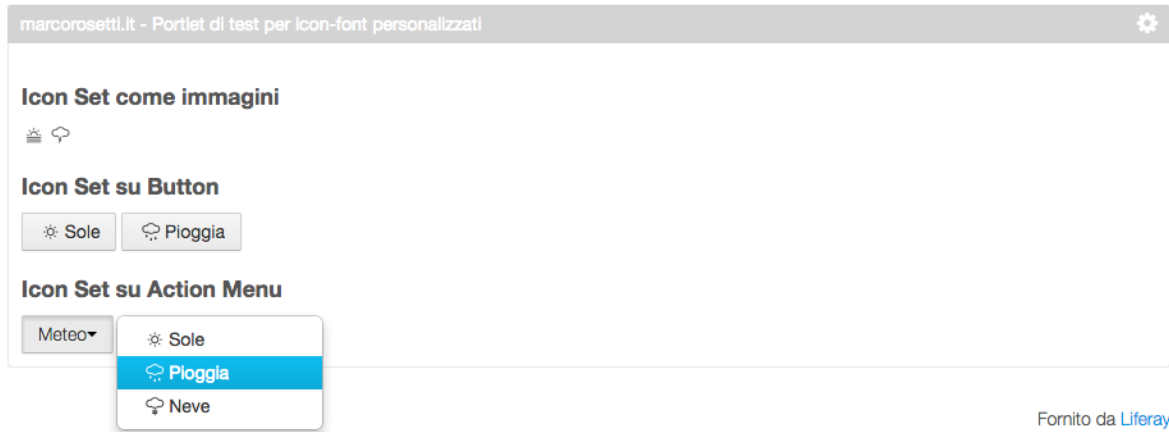 marcorosetti.it - Portlet di test per icon-font personalizzati
Icon Set come immagini
Icon Set su Button
Sole Pioggia
Icon Set su Action Menu
Meteo
Sole
Pioggia
Neve
Fornito da Liferay